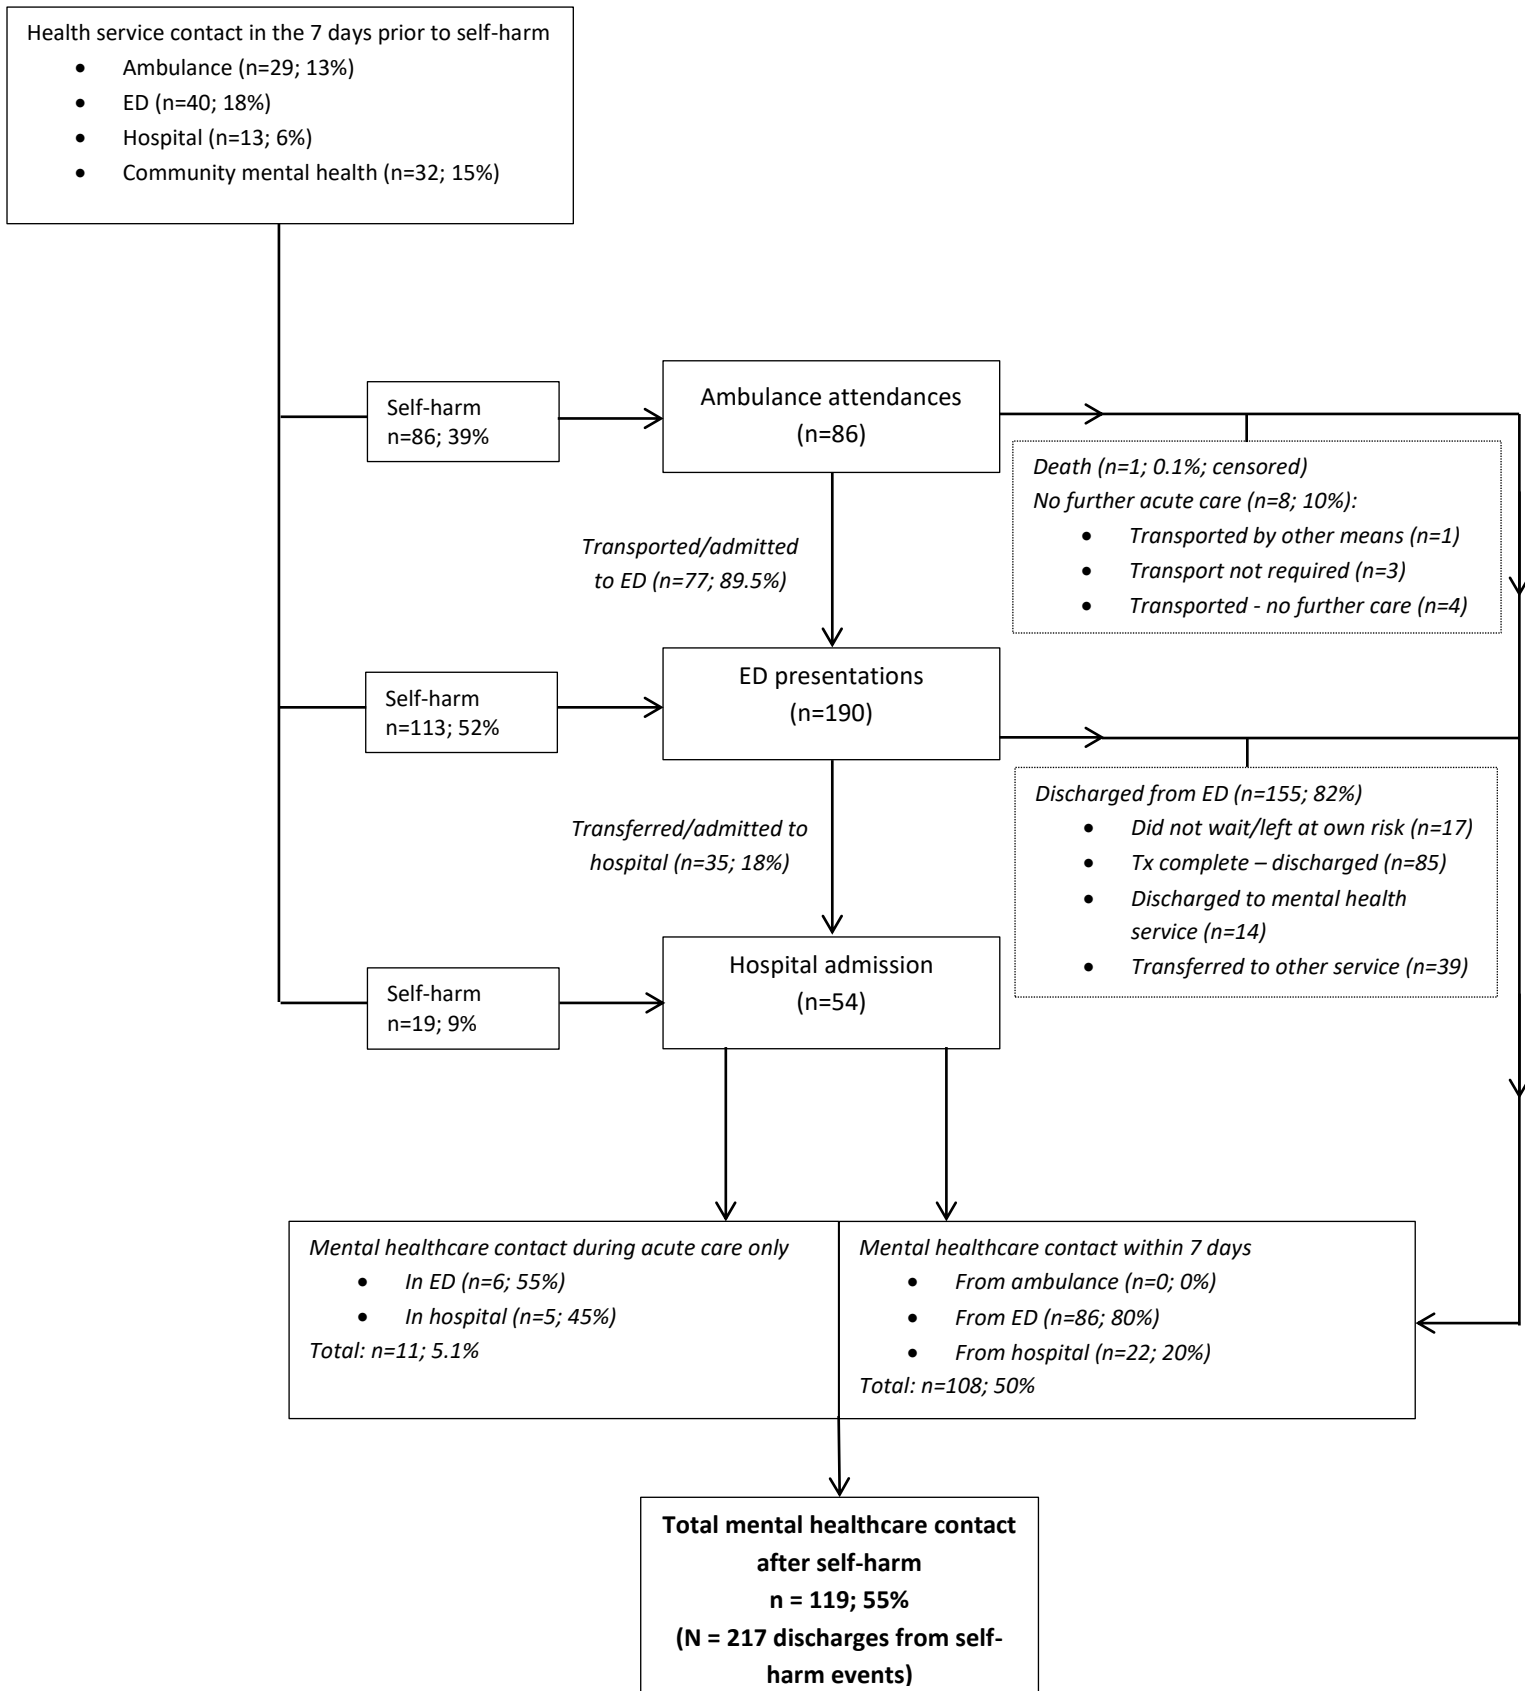 Health service contact in the 7 days prior to self-harm
• Ambulance (n=29; 13%)
• ED (n=40; 18%)
• Hospital (n=13; 6%)
• Community mental health (n=32; 15%)
Self-harm
n=86; 39%
Ambulance attendances
(n=86)
Death (n=1; 0.1%; censored)
No further acute care (n=8; 10%):
• Transported by other means (n=1)
• Transport not required (n=3)
• Transported - no further care (n=4)
Transported/admitted
to ED (n=77; 89.5%)
Self-harm
n=113; 52%
ED presentations
(n=190)
Discharged from ED (n=155; 82%)
• Did not wait/left at own risk (n=17)
• Tx complete – discharged (n=85)
• Discharged to mental health
service (n=14)
• Transferred to other service (n=39)
Transferred/admitted to
hospital (n=35; 18%)
Self-harm
n=19; 9%
Hospital admission
(n=54)
Mental healthcare contact during acute care only
• In ED (n=6; 55%)
• In hospital (n=5; 45%)
Total: n=11; 5.1%
Mental healthcare contact within 7 days
• From ambulance (n=0; 0%)
• From ED (n=86; 80%)
• From hospital (n=22; 20%)
Total: n=108; 50%
Total mental healthcare contact
after self-harm
n = 119; 55%
(N = 217 discharges from self-
harm events)